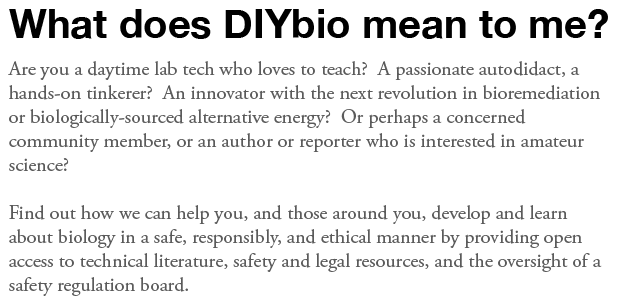 What does DIYbio mean to me?
Are you a daytime lab tech who loves to teach?  A passionate autodidact, a
hands-on tinkerer?  An innovator with the next revolution in bioremediation
or biologically-sourced alternative energy?  Or perhaps a concerned
community member, or an author or reporter who is interested in amateur
science?
Find out how we can help you, and those around you, develop and learn
about biology in a safe, responsibly, and ethical manner by providing open
access to technical literature, safety and legal resources, and the oversight of a
safety regulation board.